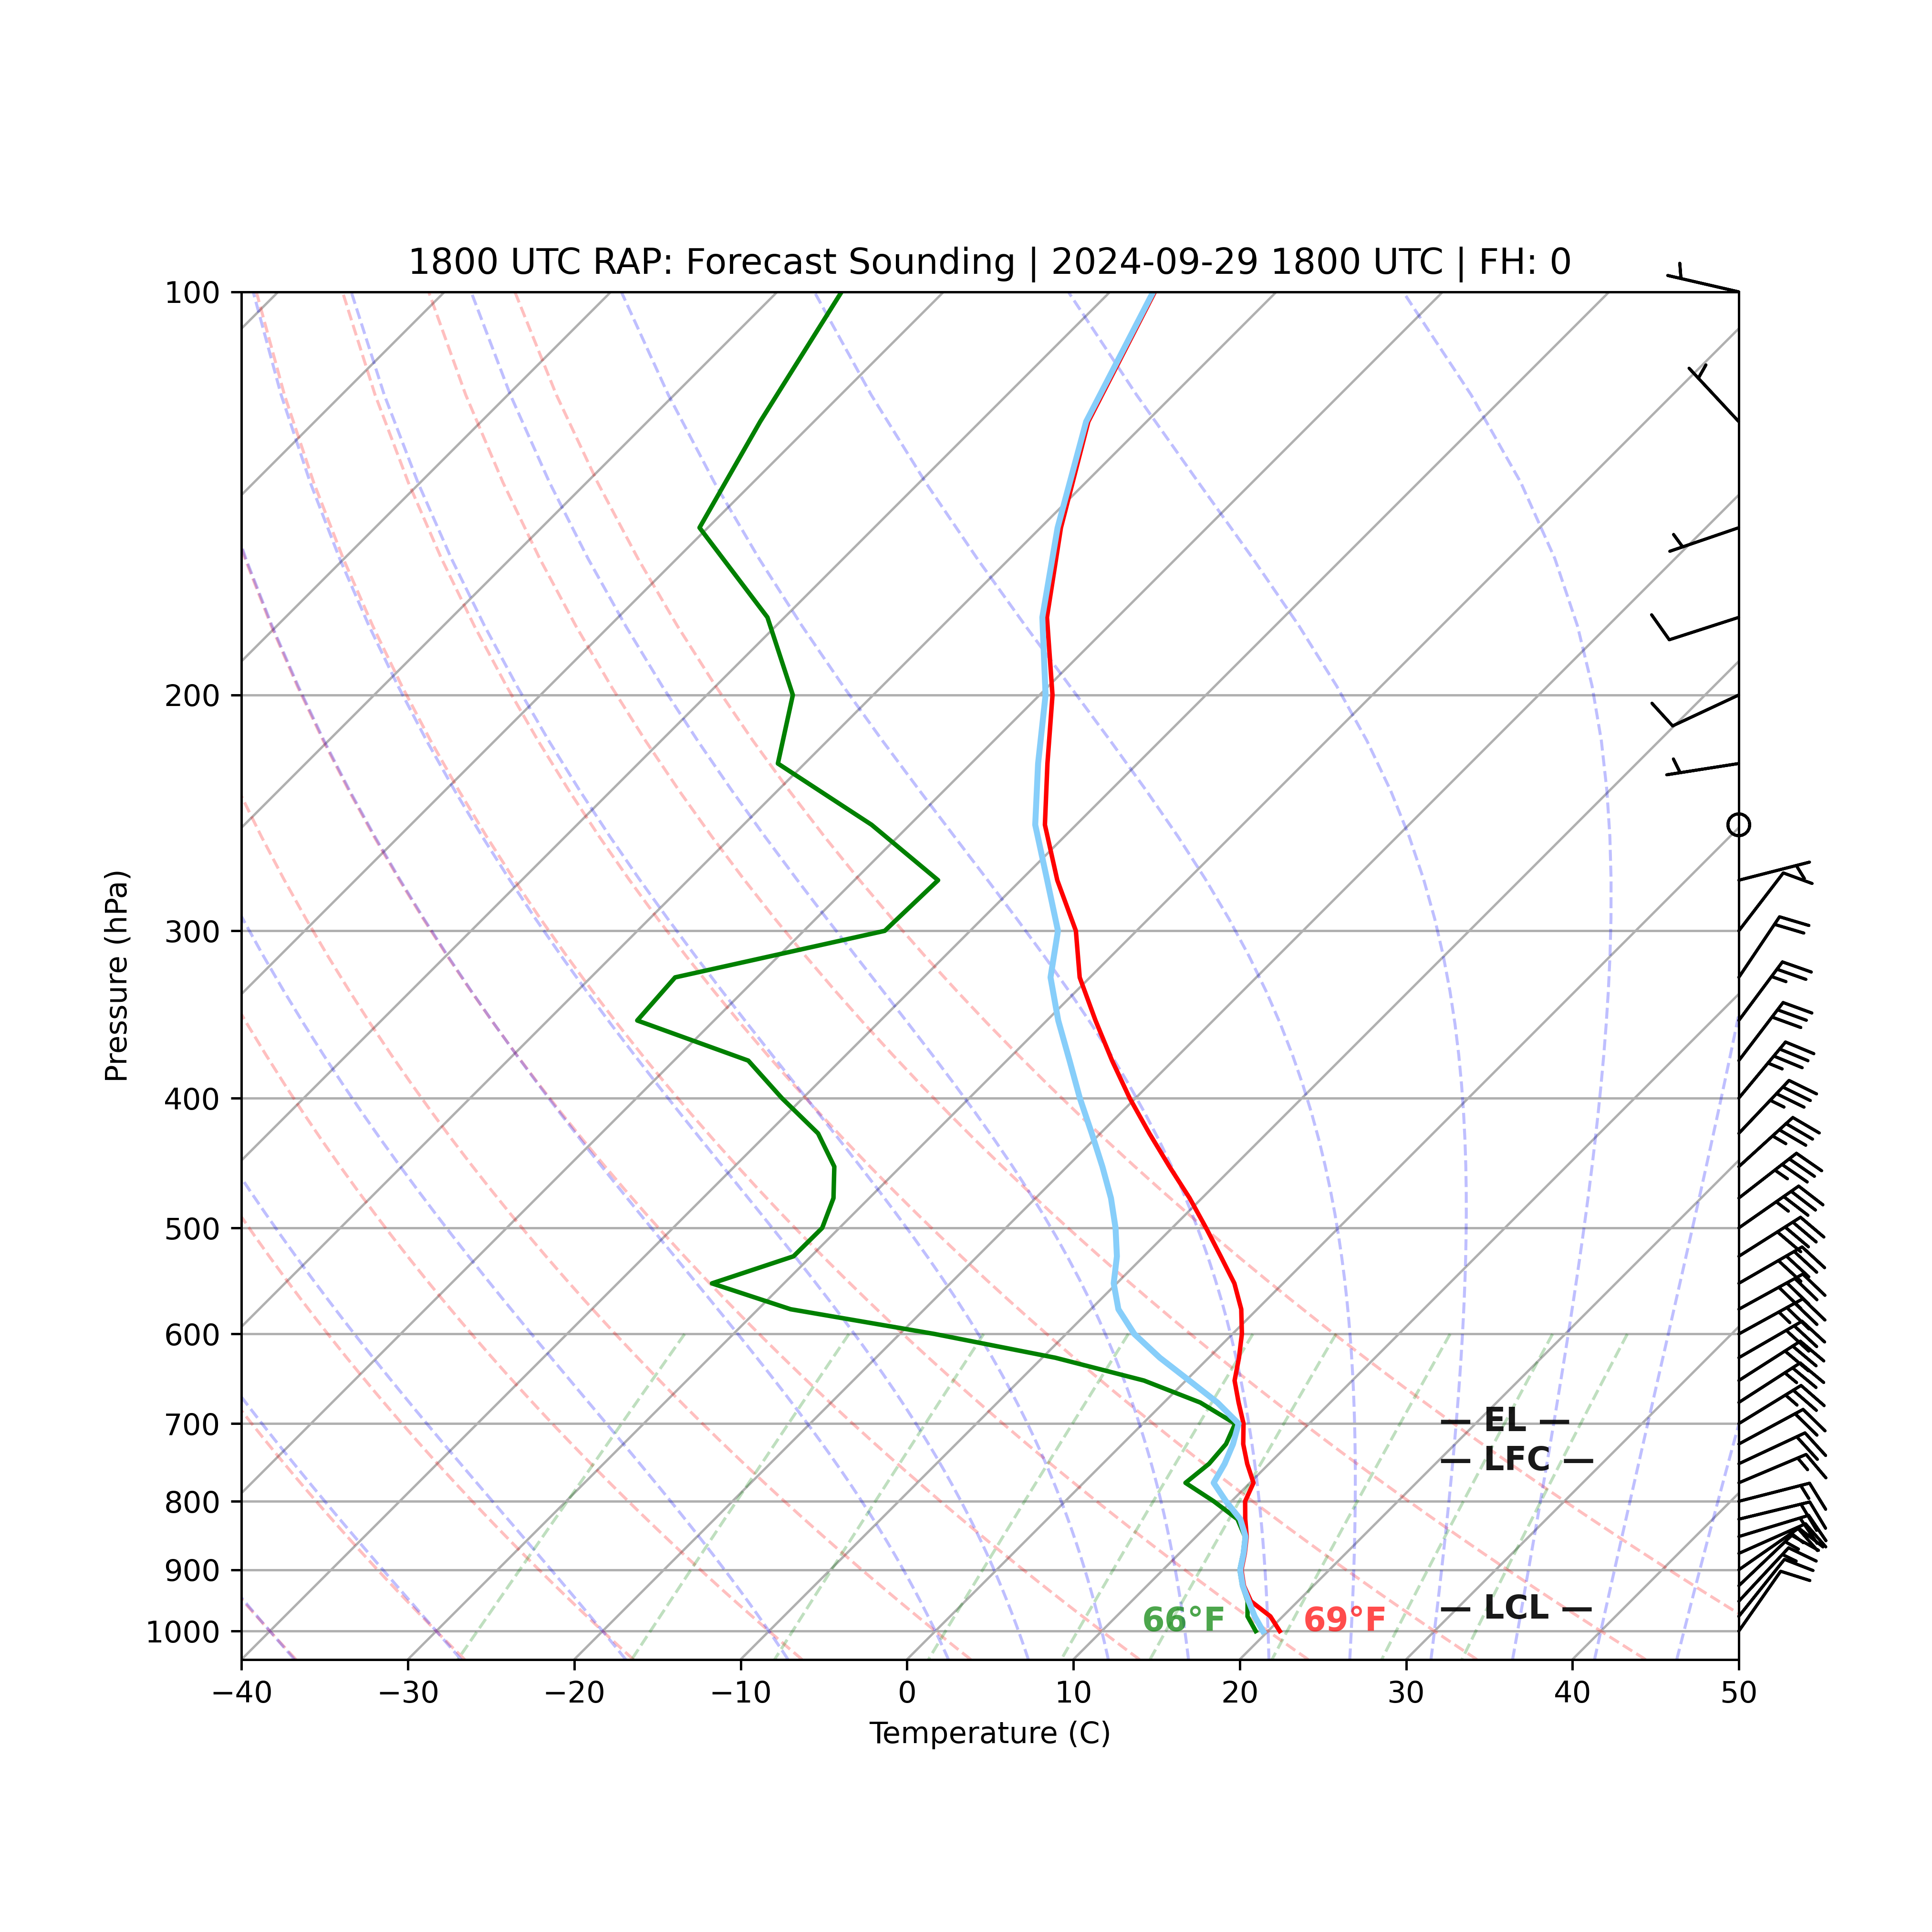 1800 UTC RAP: Forecast Sounding | 2024-09-29 1800 UTC | FH: 0
100
200
300
400
500
600
700
800
900
1000
Pressure (hPa)
— EL —
— LFC —
— LCL —
66°F 69°F
−40 −30 −20 −10 0 10 20 30 40 50
Temperature (C)